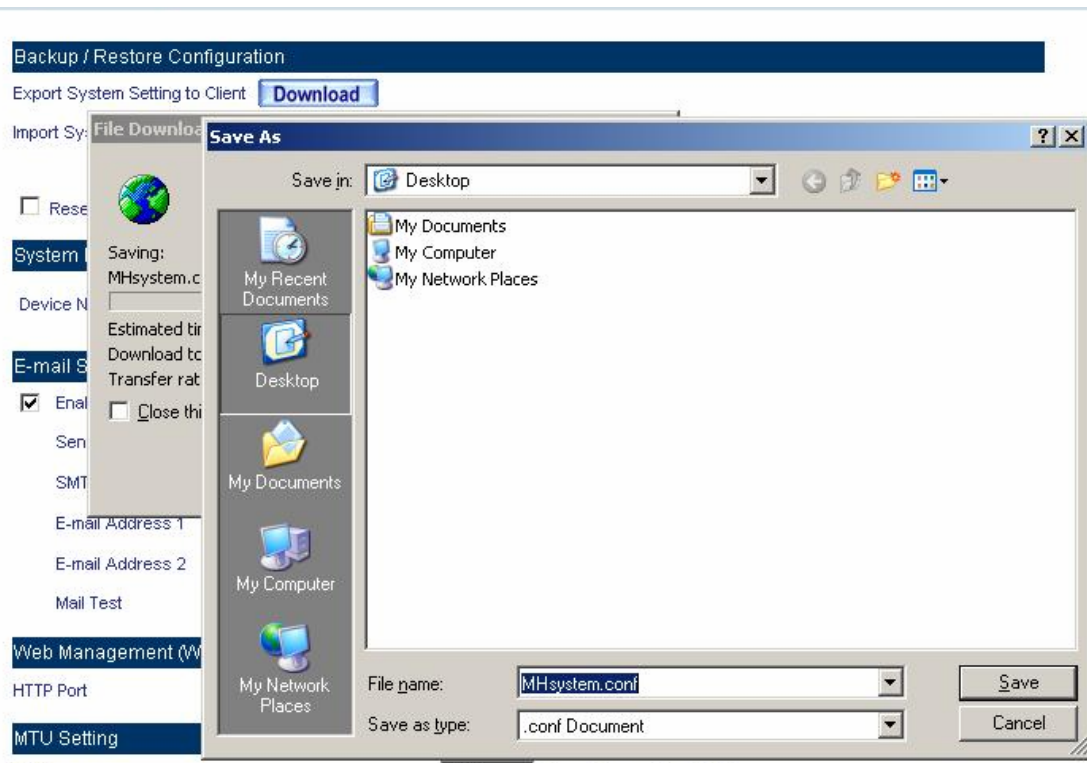 Backup / Restore Configuration
Export System Setting to Client Download
Import Sy
File Downloa
Save As
Save in: Desktop
Rese
My Documents
My Computer
My Network Places
My Recent
Documents
Desktop
My Documents
My Computer
My Network
Places
System
Saving:
MHsystem.c
Device N
Estimated
Download
Transfer rat
Close thi
E-mail S
Enal
Sen
SMT
E-mail Address 1
E-mail Address 2
Mail Test
Web Management (W
HTTP Port
MTU Setting
File name: MHsystem.conf Save
Save as type: .conf Document Cancel